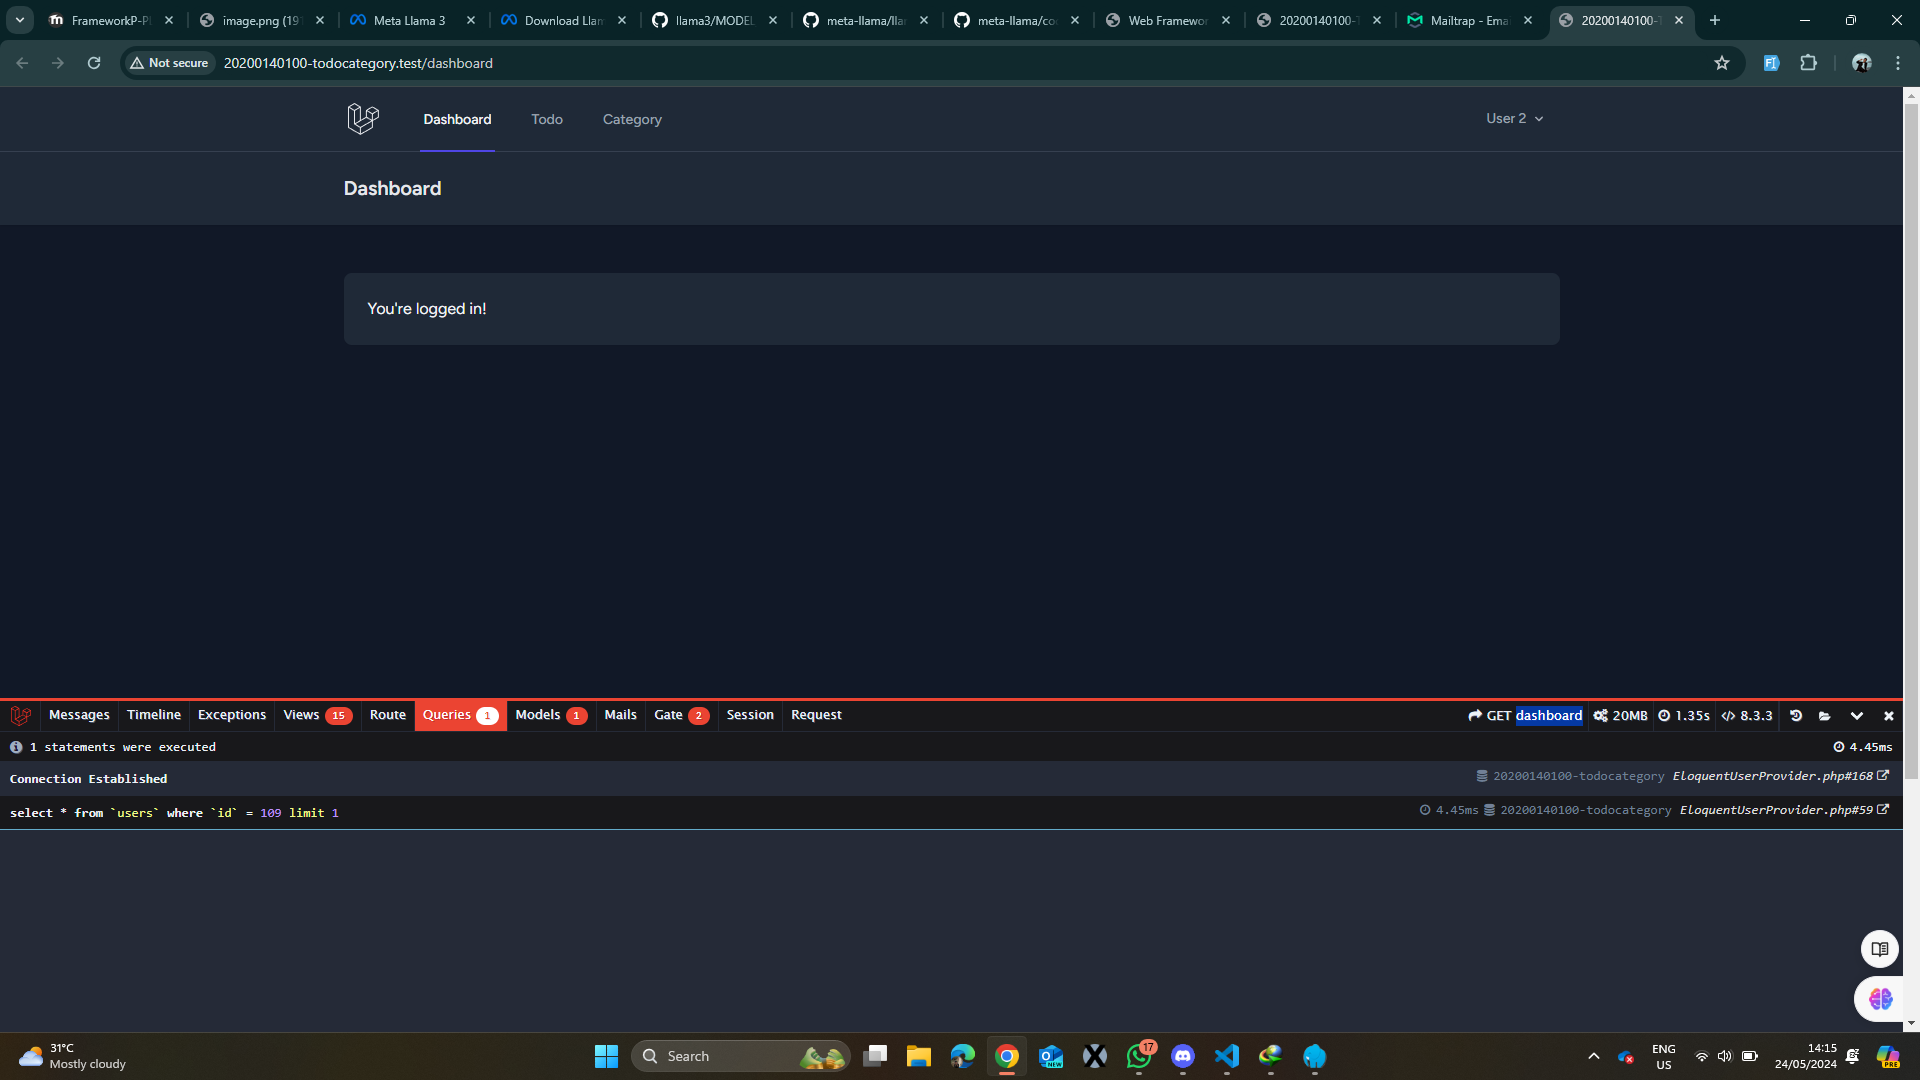 FrameworkP-P
image.png (19
Meta Llama 3
Download Llam
llama3/MODEL
meta-llama/lla
meta-llama/co
Web Framewor
20200140100-T
Mailtrap - Ema
20200140100-T
Not secure
20200140100-todocategory.test/dashboard
Dashboard
Todo
Category
User 2
Dashboard
You're logged in!
Messages
Timeline
Exceptions
Views 15
Route
Queries 1
Models 1
Mails
Gate 2
Session
Request
GET dashboard
20MB
1.35s
8.3.3
1 statements were executed
4.45ms
Connection Established
20200140100-todocategory EloquentUserProvider.php#168
select * from `users` where `id` = 109 limit 1
4.45ms 20200140100-todocategory EloquentUserProvider.php#59
31°C
Mostly cloudy
Search
NEW
17
ENG
US
14:15
24/05/2024
PRE